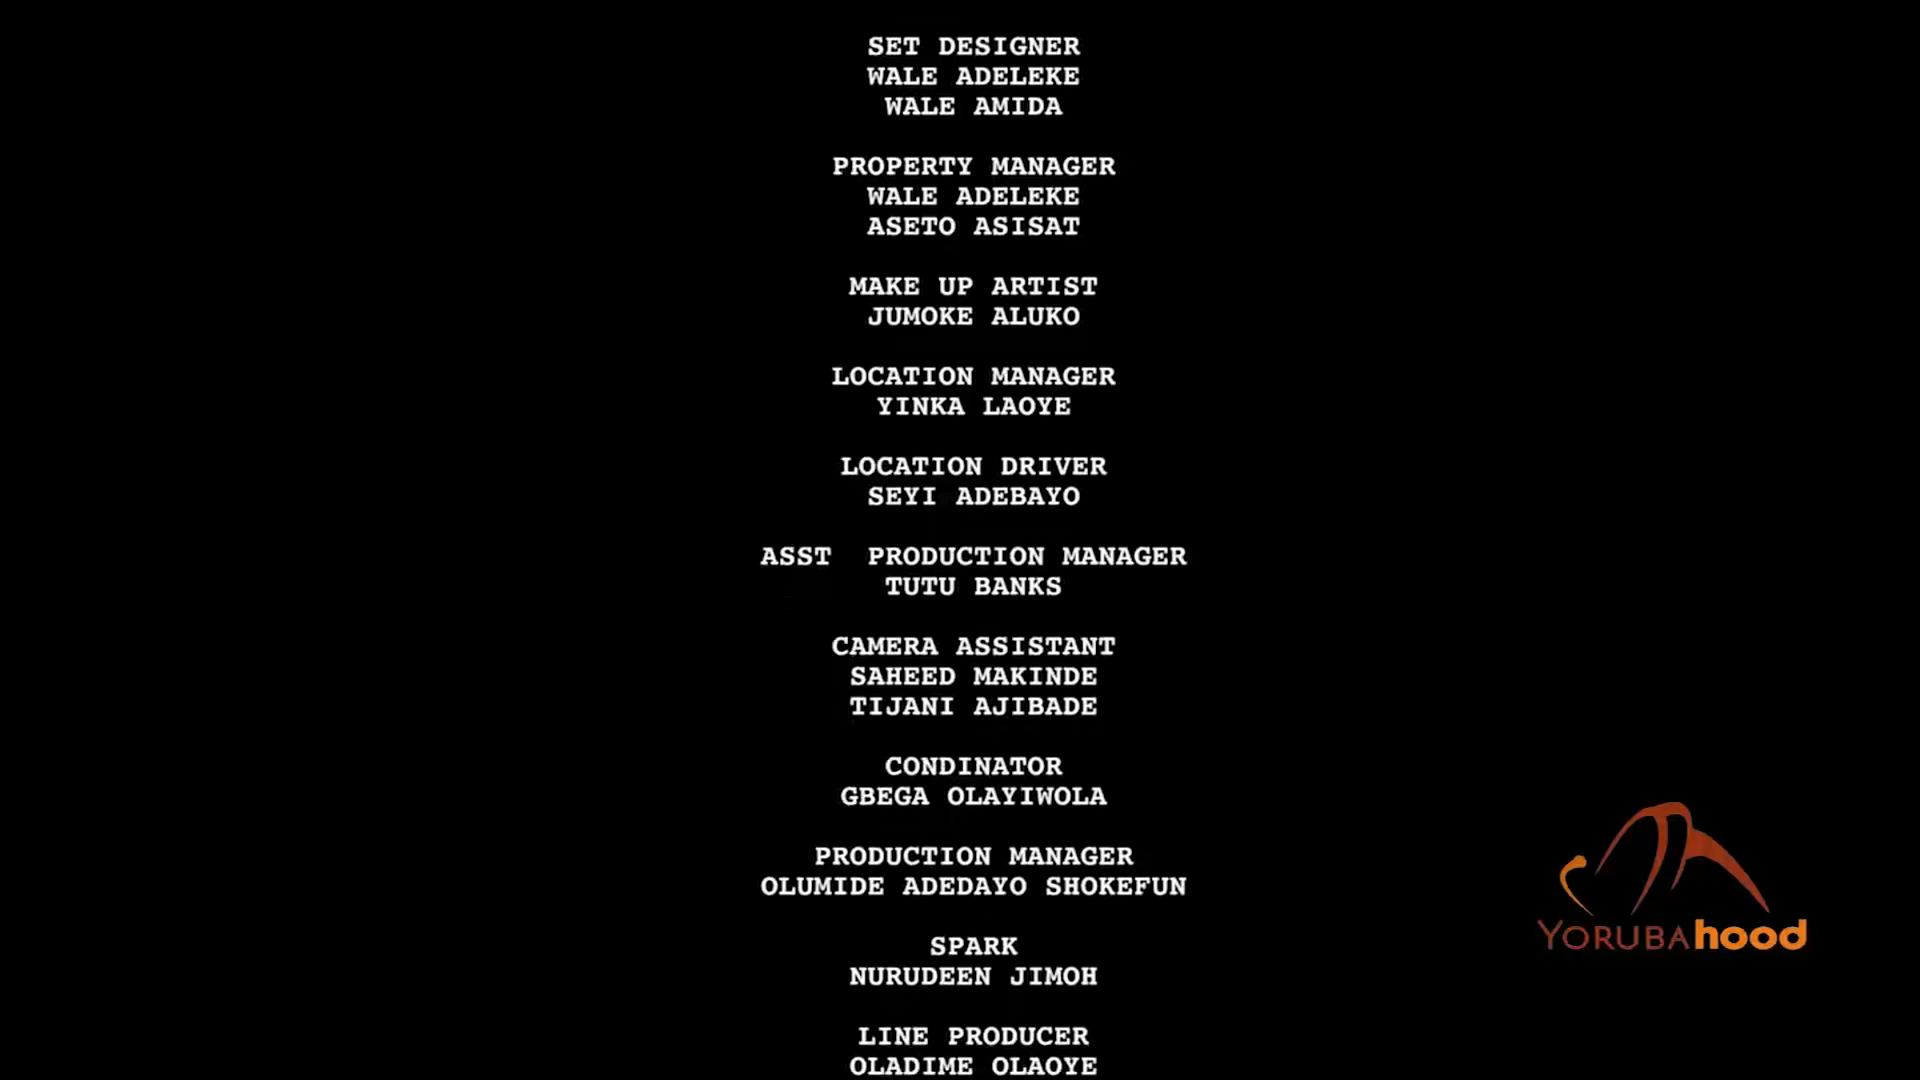 SET DESIGNER
WALE ADELEKE
WALE AMIDA
PROPERTY MANAGER
WALE ADELEKE
ASETO ASISAT
MAKE UP ARTIST
JUMOKE ALUKO
LOCATION MANAGER
YINKA LAOYE
LOCATION DRIVER
SEYI ADEBAYO
ASST  PRODUCTION MANAGER
TUTU BANKS
CAMERA ASSISTANT
SAHEED MAKINDE
TIJANI AJIBADE
CONDINATOR
GBEGA OLAYIWOLA
PRODUCTION MANAGER
OLUMIDE ADEDAYO SHOKEFUN
SPARK
NURUDEEN JIMOH
LINE PRODUCER
OLADIME OLAOYE
YORUBAhood